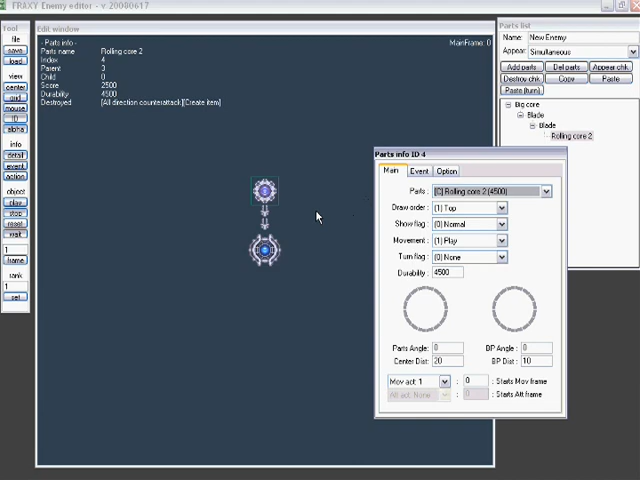 FRAXY Enemy editor - v.20080617
Tool
file
save
load
view
center
grid
mouse
ID
alpha
info
detail
event
action
object
play
stop
reset
wait
1
frame
rank
1
set
Edit window
- Parts info -
Parts name Rolling core 2
Index 4
Parent 3
Child 0
Score 2500
Durability 4500
Destroyed [All direction counterattack][Create item]
MainFrame: 0
Parts list
Name: New Enemy
Appear: Simultaneous
Add parts Del parts Appear chk
Destroy chk Copy Paste
Paste (turn)
Big core
Blade
Blade
Rolling core 2
Parts info ID 4
Main Event Option
Parts : [C] Rolling core 2 (4500)
Draw order : (1) Top
Show flag : (0) Normal
Movement : (1) Play
Turn flag : (0) None
Durability : 4500
Parts Angle: 0 BP Angle : 0
Center Dist: 20 BP Dist : 10
Mov act: 1 : 0 : Starts Mov frame
Att act: None : 0 : Starts Att frame